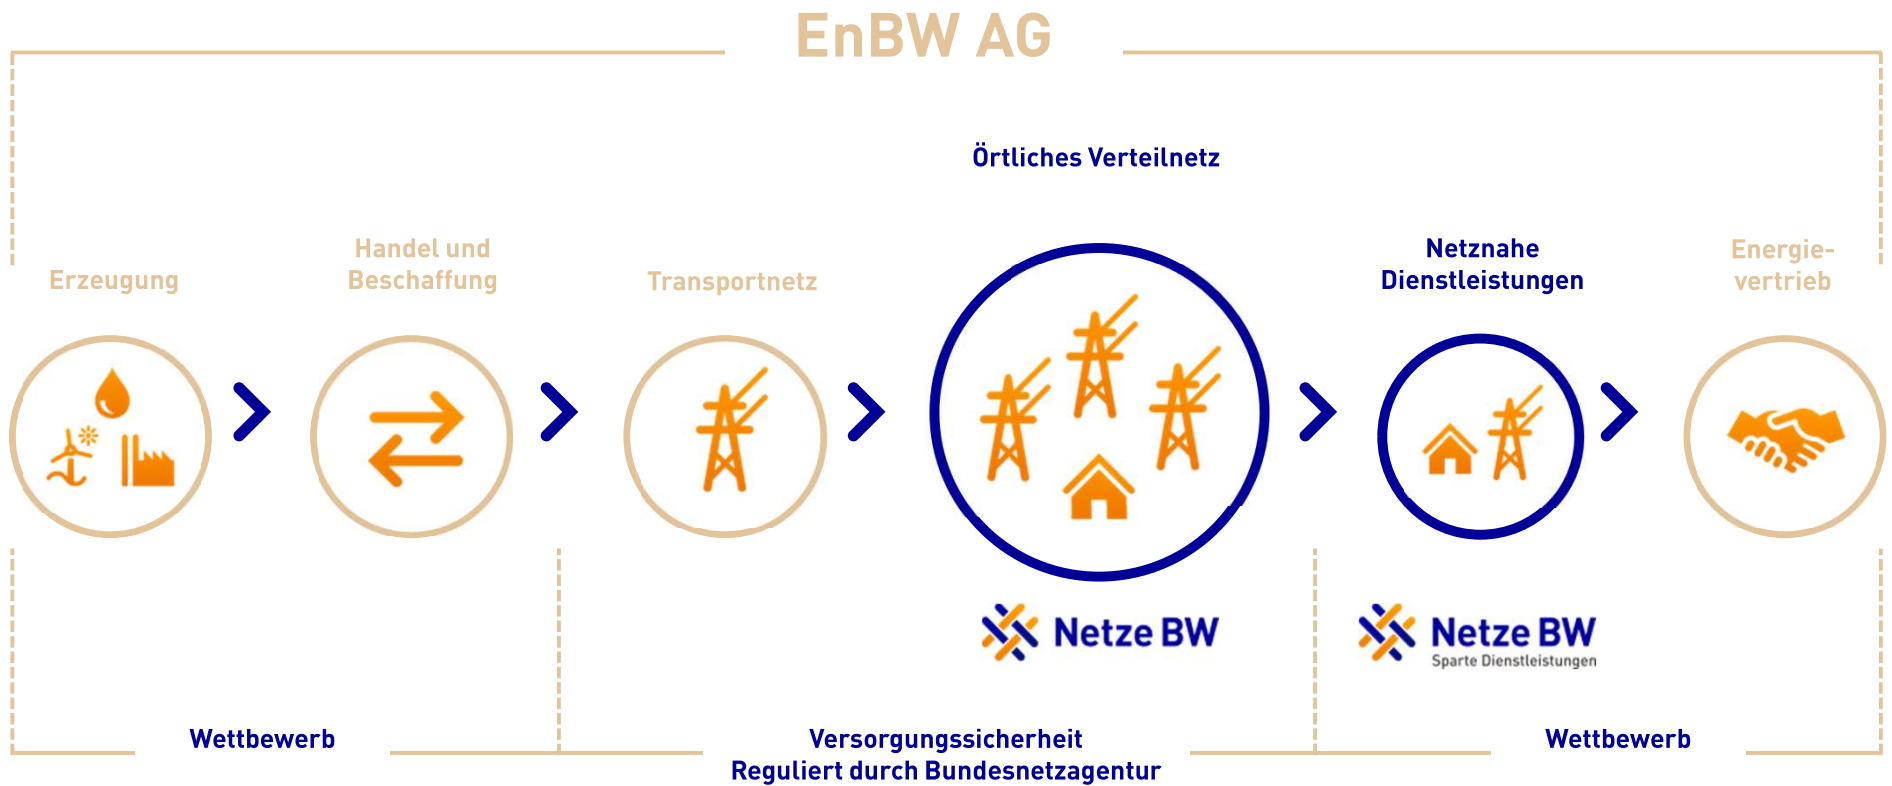 EnBW AG
Örtliches Verteilnetz
Erzeugung
Handel und
Beschaffung
Transportnetz
Netznahe
Dienstleistungen
Energie-
vertrieb
Netze BW
Netze BW
Sparte Dienstleistungen
Wettbewerb
Versorgungssicherheit
Reguliert durch Bundesnetzagentur
Wettbewerb